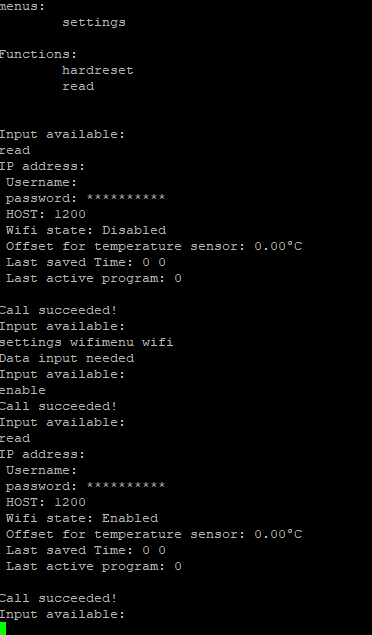 menus:
settings
Functions:
hardreset
read
Input available:
read
IP address:
Username:
password: **********
HOST: 1200
Wifi state: Disabled
Offset for temperature sensor: 0.00°C
Last saved Time: 0 0
Last active program: 0
Call succeeded!
Input available:
settings wifimenu wifi
Data input needed
Input available:
enable
Call succeeded!
Input available:
read
IP address:
Username:
password: **********
HOST: 1200
Wifi state: Enabled
Offset for temperature sensor: 0.00°C
Last saved Time: 0 0
Last active program: 0
Call succeeded!
Input available: